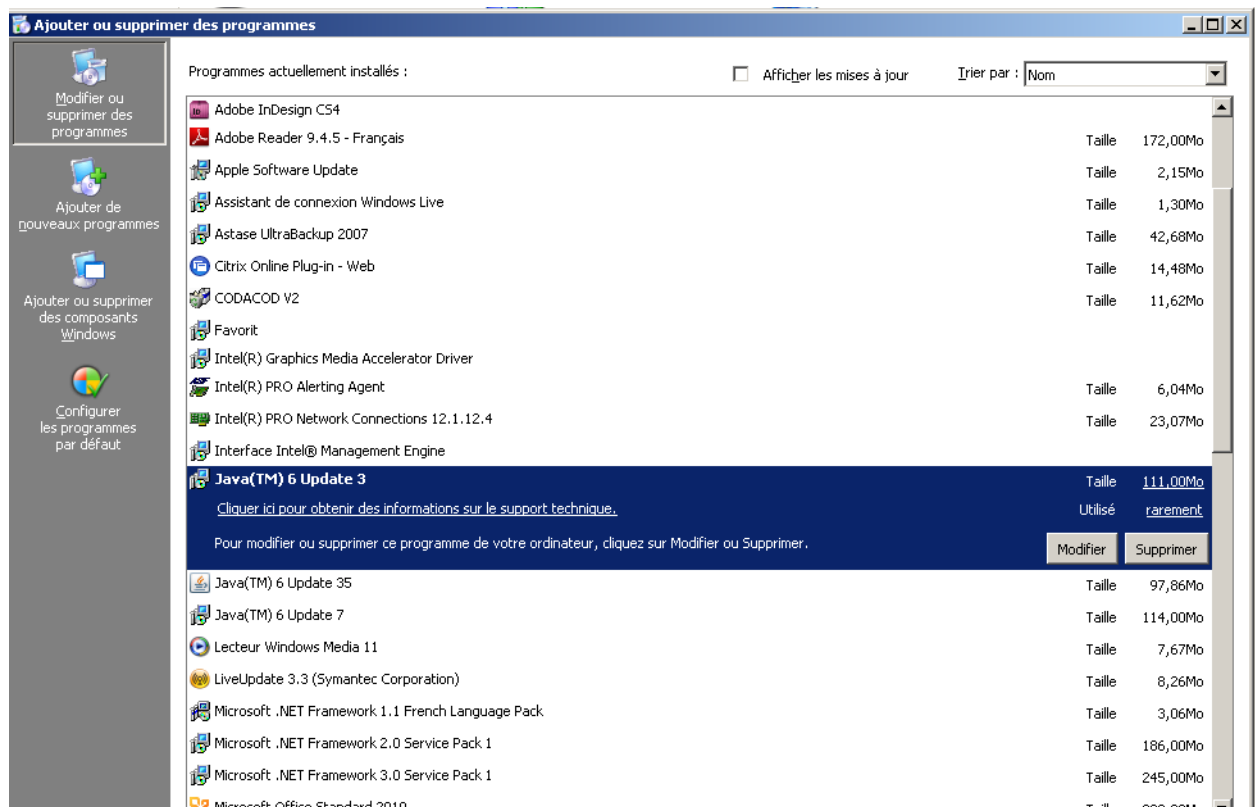 Ajouter ou supprimer des programmes
Modifier ou
supprimer des
programmes
Ajouter de
nouveaux programmes
Ajouter ou supprimer
des composants
Windows
Configurer
les programmes
par défaut
Programmes actuellement installés :
Afficher les mises à jour
Trier par : Nom
Adobe InDesign CS4
Adobe Reader 9.4.5 - Français Taille 172,00Mo
Apple Software Update Taille 2,15Mo
Assistant de connexion Windows Live Taille 1,30Mo
Astase UltraBackup 2007 Taille 42,68Mo
Citrix Online Plug-in - Web Taille 14,48Mo
CODACOD V2 Taille 11,62Mo
Favorit
Intel(R) Graphics Media Accelerator Driver
Intel(R) PRO Alerting Agent Taille 6,04Mo
Intel(R) PRO Network Connections 12.1.12.4 Taille 23,07Mo
Interface Intel® Management Engine
Java(TM) 6 Update 3 Taille 111,00Mo
Cliquer ici pour obtenir des informations sur le support technique. Utilisé rarement
Pour modifier ou supprimer ce programme de votre ordinateur, cliquez sur Modifier ou Supprimer. Modifier Supprimer
Java(TM) 6 Update 35 Taille 97,86Mo
Java(TM) 6 Update 7 Taille 114,00Mo
Lecteur Windows Media 11 Taille 7,67Mo
LiveUpdate 3.3 (Symantec Corporation) Taille 8,26Mo
Microsoft .NET Framework 1.1 French Language Pack Taille 3,06Mo
Microsoft .NET Framework 2.0 Service Pack 1 Taille 186,00Mo
Microsoft .NET Framework 3.0 Service Pack 1 Taille 245,00Mo
Microsoft Office Standard 2010 Taille